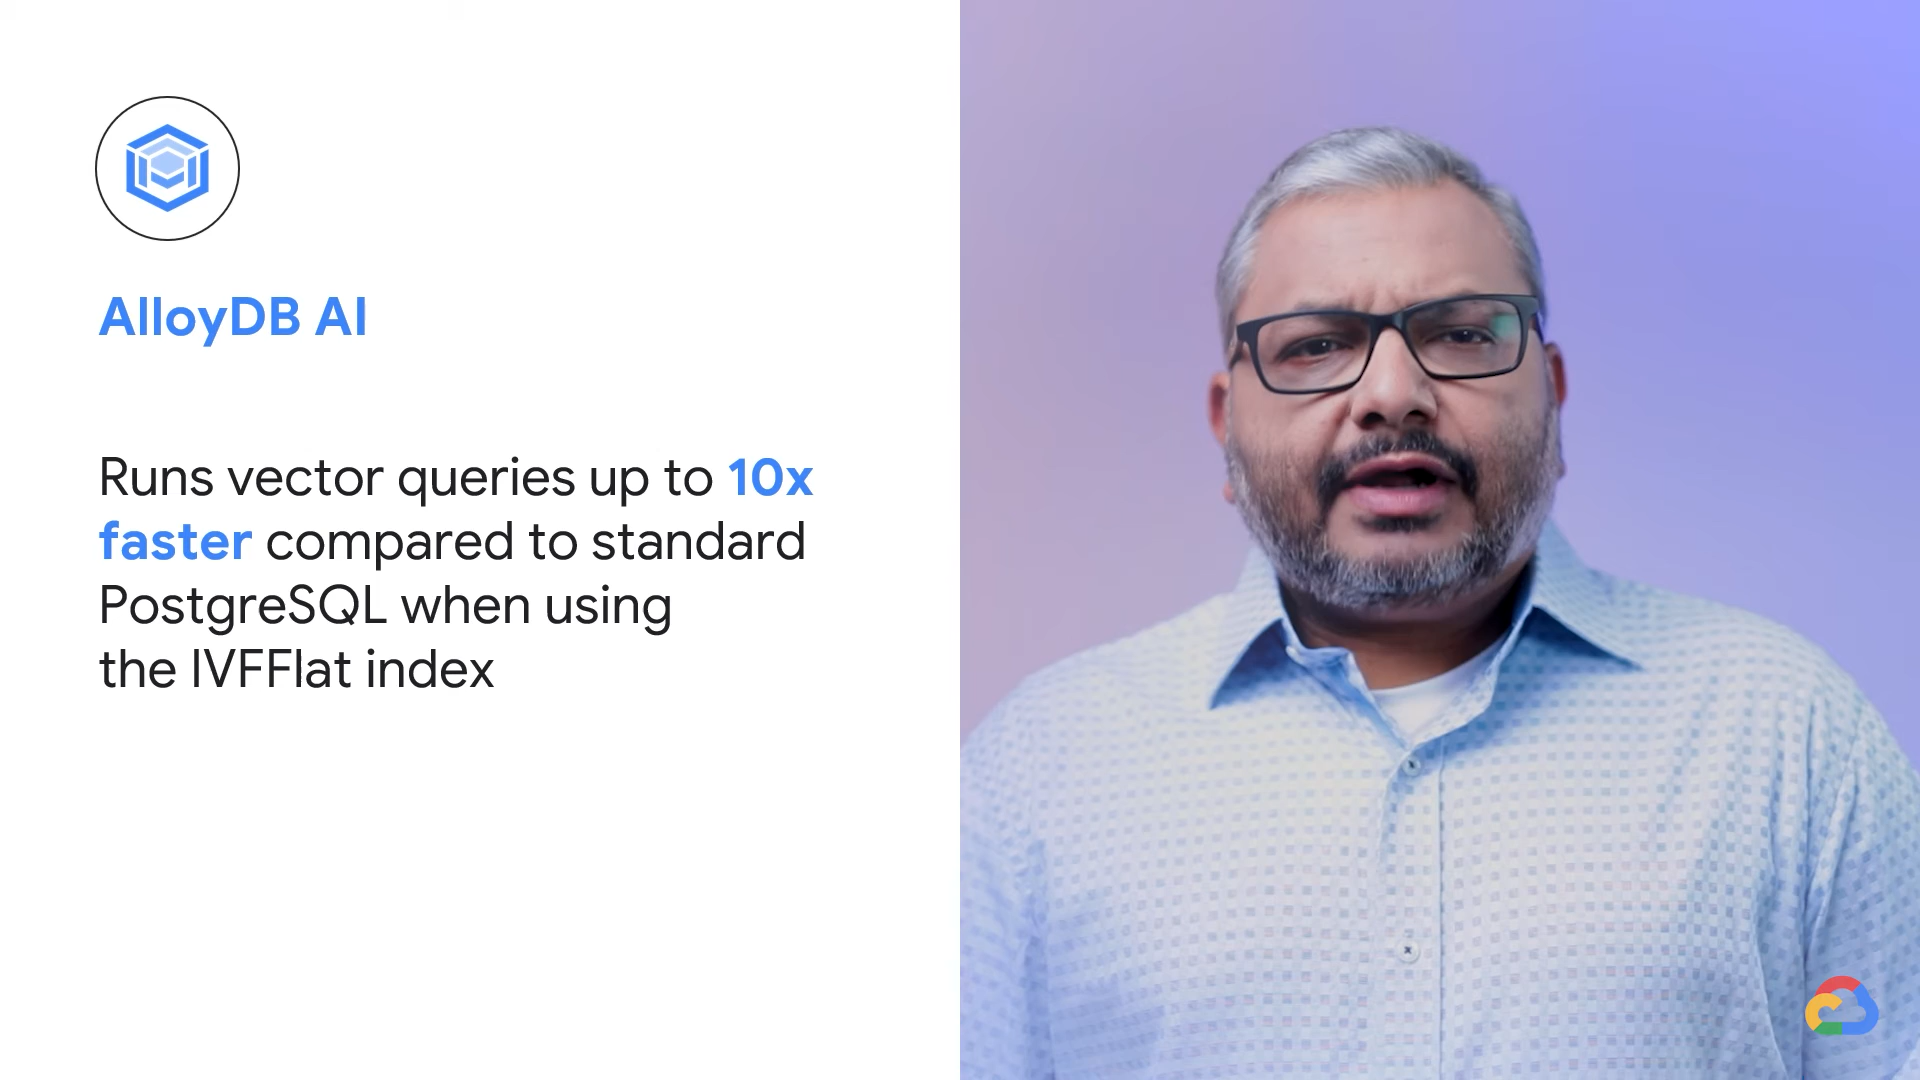 AlloyDB AI
Runs vector queries up to 10x
faster compared to standard
PostgreSQL when using
the IVFFlat index